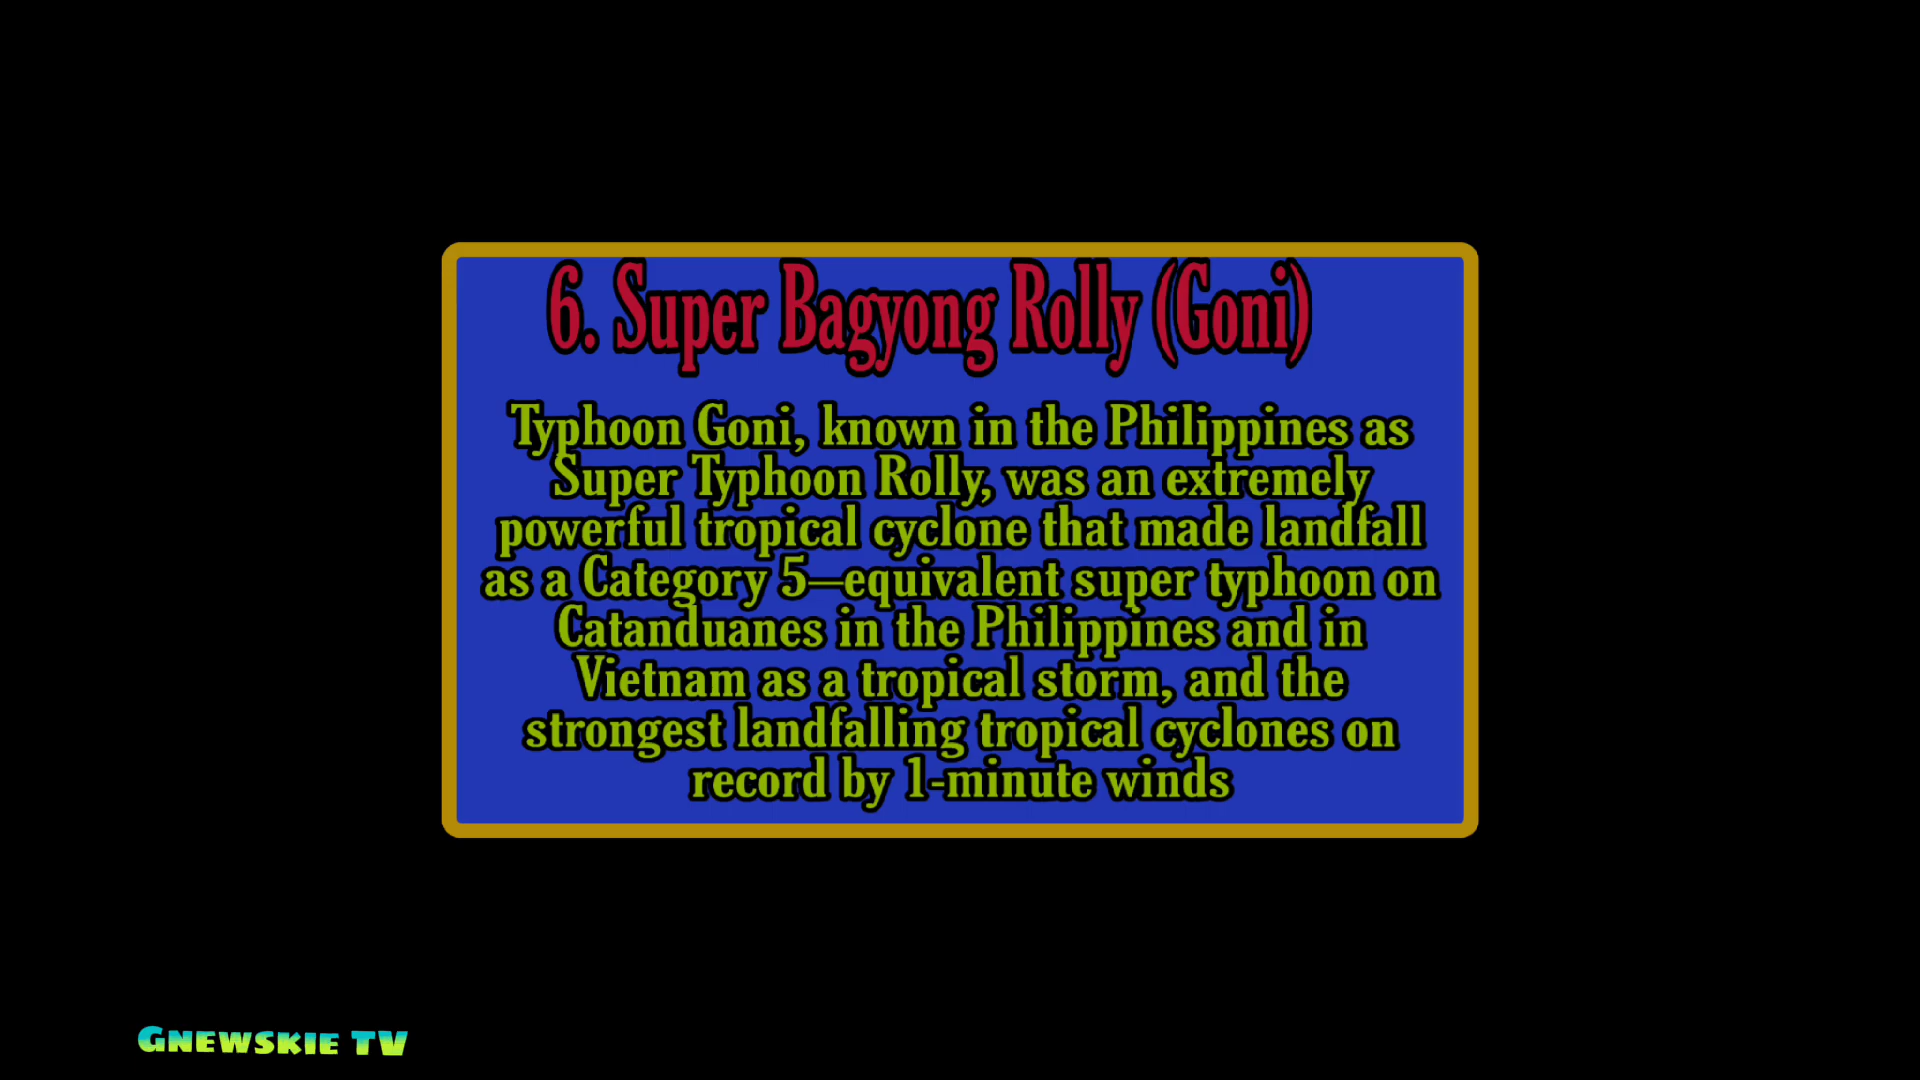 6. Super Bagyong Rolly (Goni)
Typhoon Goni, known in the Philippines as
Super Typhoon Rolly, was an extremely
powerful tropical cyclone that made landfall
as a Category 5–equivalent super typhoon on
Catanduanes in the Philippines and in
Vietnam as a tropical storm, and the
strongest landfalling tropical cyclones on
record by 1-minute winds
Gnewskie TV